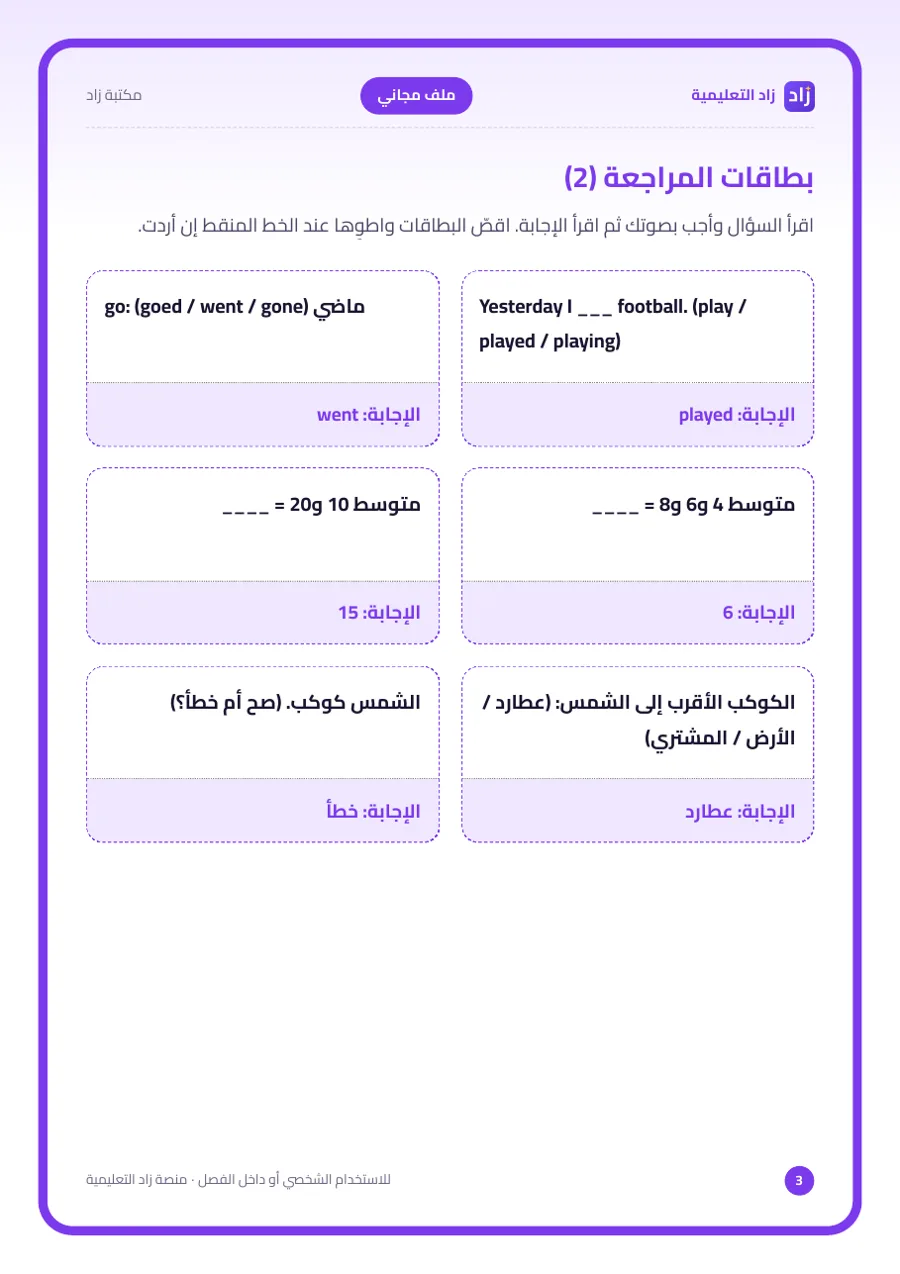 زاد
زاد التعليمية
ملف مجاني
مكتبة زاد
بطاقات المراجعة (2)
اقرأ السؤال وأجب بصوتك ثم اقرأ الإجابة. اقصّ البطاقات واطوِها عند الخط المنقط إن أردت.
Yesterday I ___ football. (play /
played / playing)
الإجابة: played
ماضي go: (goed / went / gone)
الإجابة: went
متوسط 4 و6 و8 = ____
الإجابة: 6
متوسط 10 و20 = ____
الإجابة: 15
الكوكب الأقرب إلى الشمس: (عطارد /
الأرض / المشتري)
الإجابة: عطارد
الشمس كوكب. (صح أم خطأ؟)
الإجابة: خطأ
3
للاستخدام الشخصي أو داخل الفصل · منصة زاد التعليمية